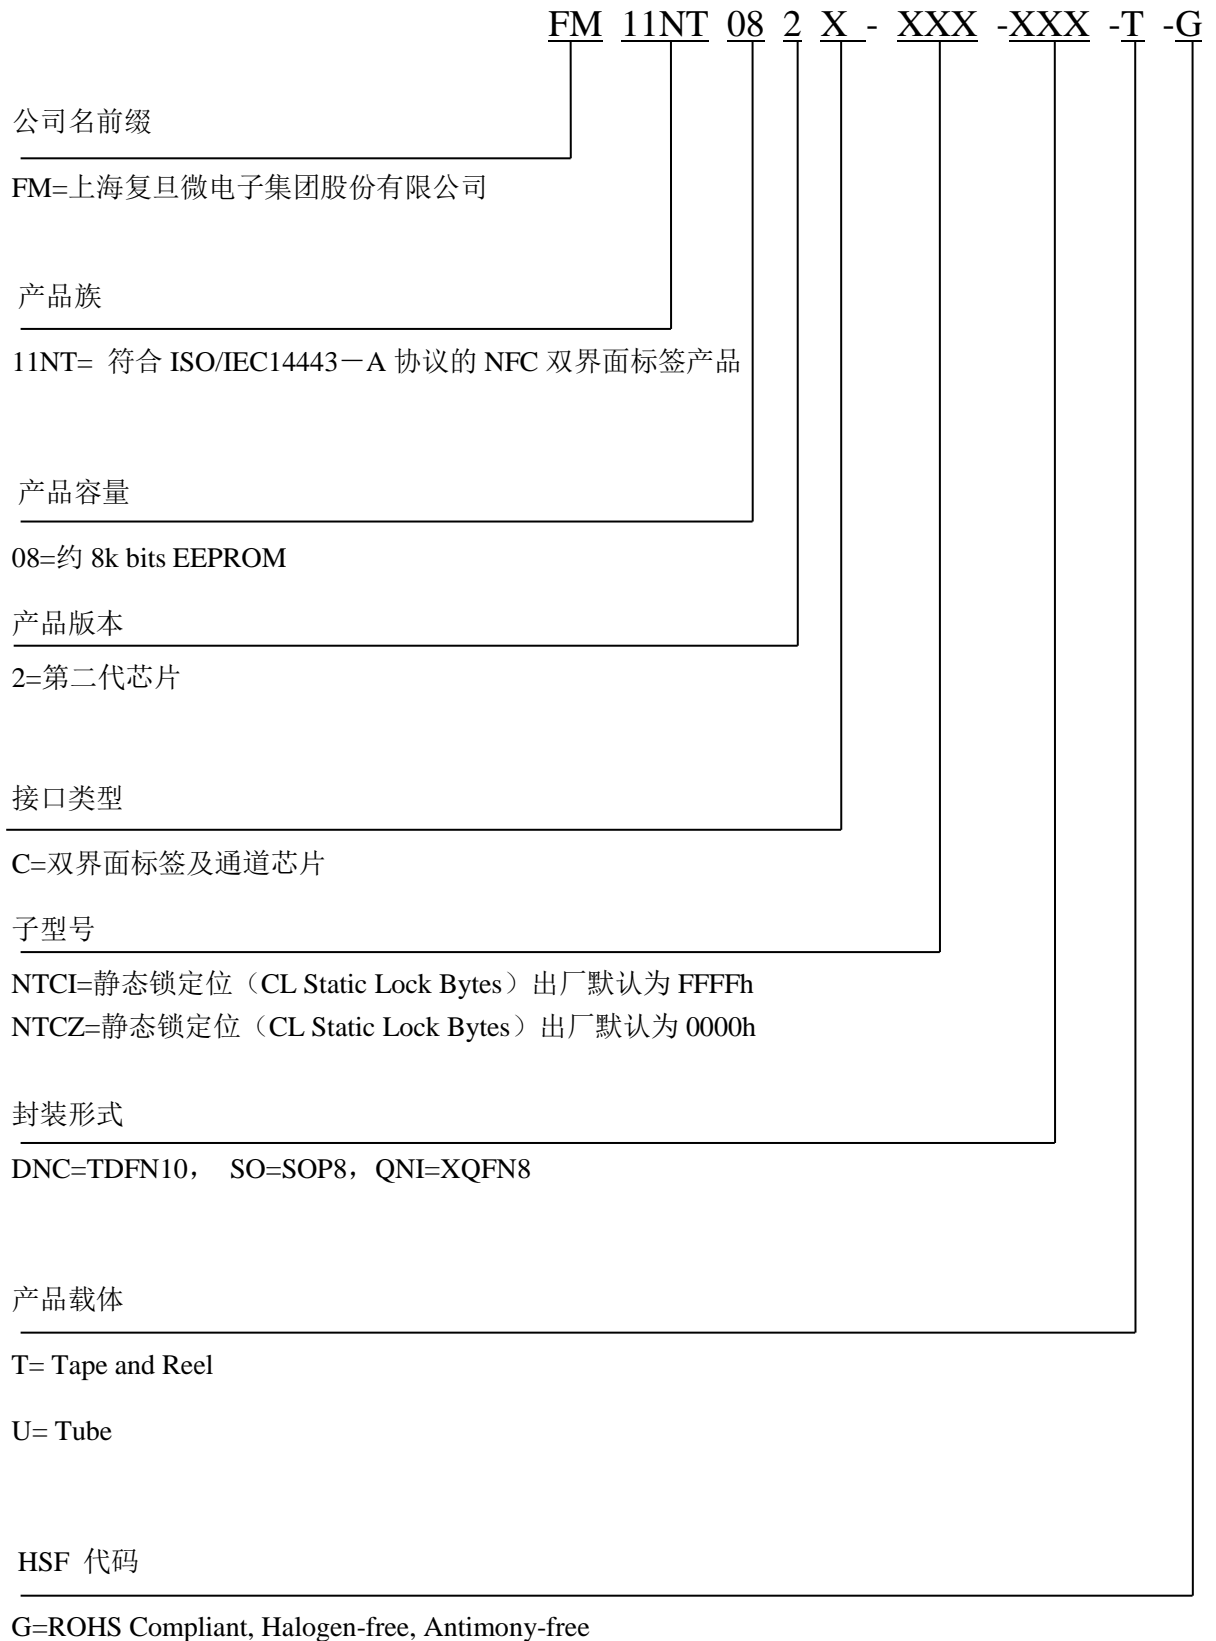 FM 11NT 08 2 X - XXX -XXX -T -G
公司名前缀
FM=上海复旦微电子集团股份有限公司
产品族
11NT= 符合 ISO/IEC14443－A 协议的 NFC 双界面标签产品
产品容量
08=约 8k bits EEPROM
产品版本
2=第二代芯片
接口类型
C=双界面标签及通道芯片
子型号
NTCI=静态锁定位（CL Static Lock Bytes）出厂默认为 FFFFh
NTCZ=静态锁定位（CL Static Lock Bytes）出厂默认为 0000h
封装形式
DNC=TDFN10， SO=SOP8，QNI=XQFN8
产品载体
T= Tape and Reel
U= Tube
HSF 代码
G=ROHS Compliant, Halogen-free, Antimony-free